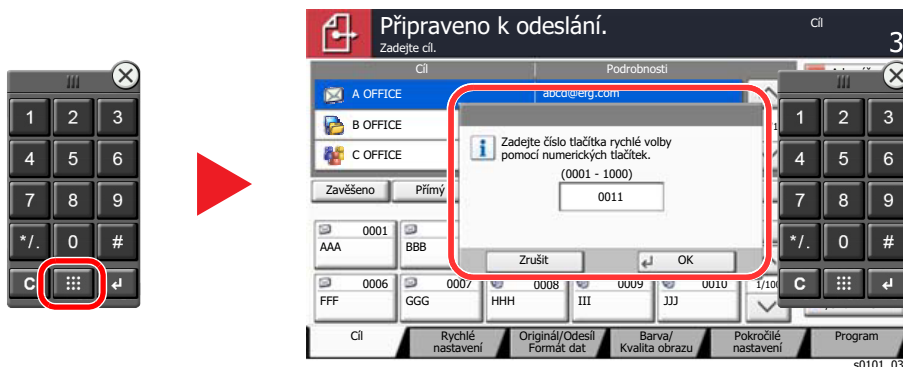 1 2 3
4 5 6
7 8 9
*/. 0 #
C
Připraveno k odeslání.
Zadejte cíl.
Cíl
3
Cíl Podrobnosti
A OFFICE abcd@efg.com
B OFFICE
C OFFICE
Zadejte číslo tlačítka rychlé volby
pomocí numerických tlačítek.
(0001 - 1000)
0011
Zrušit OK
Zavěšeno Přímý
0001
AAA BBB
0006 0007 0008 0009 0010
FFF GGG HHH III JJJ
1/100
1 2 3
4 5 6
7 8 9
*/. 0 #
C
Cíl
Rychlé
nastavení
Originál/Odesíl
Formát dat
Barva/
Kvalita obrazu
Pokročilé
nastavení
Program
s0101_03